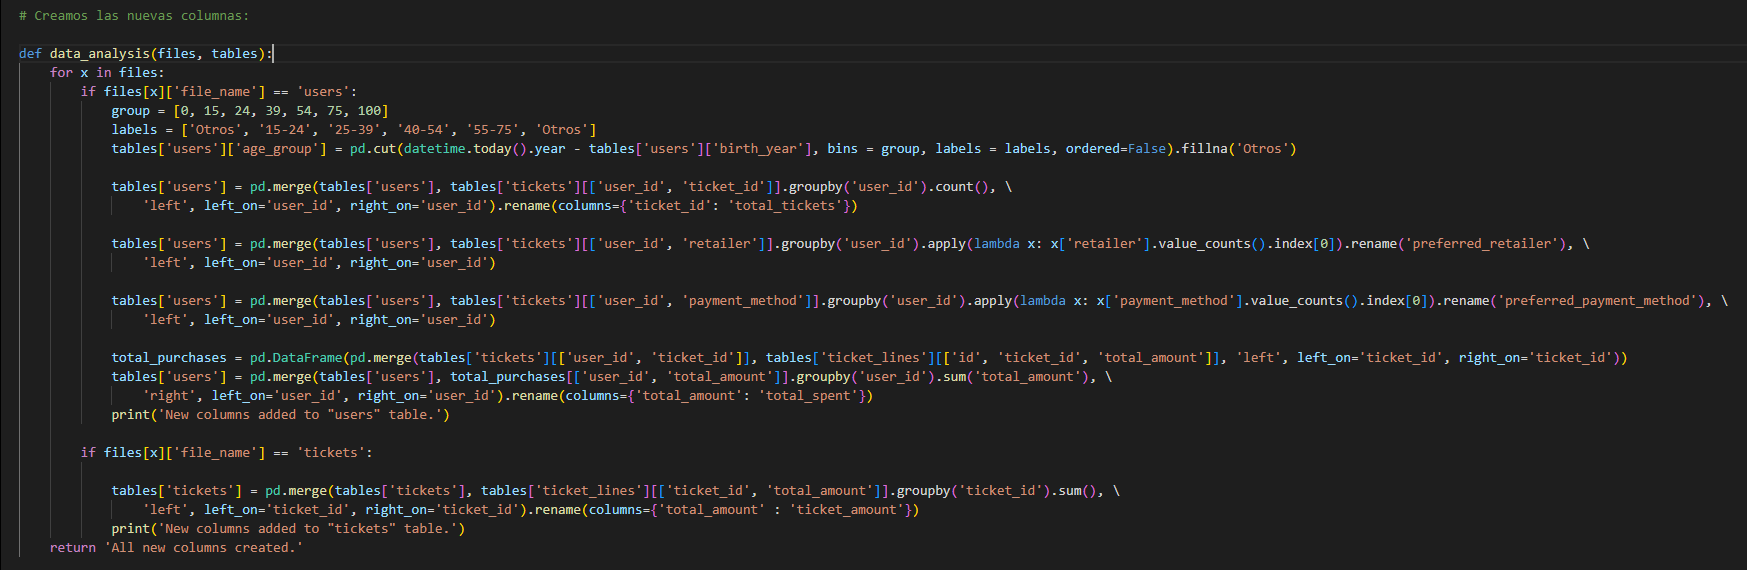 # Creamos las nuevas columnas:
def data_analysis(files, tables):
    for x in files:
        if files[x]['file_name'] == 'users':
            group = [0, 15, 24, 39, 54, 75, 100]
            labels = ['Otros', '15-24', '25-39', '40-54', '55-75', 'Otros']
            tables['users']['age_group'] = pd.cut(datetime.today().year - tables['users']['birth_year'], bins = group, labels = labels, ordered=False).fillna('Otros')
            tables['users'] = pd.merge(tables['users'], tables['tickets'][['user_id', 'ticket_id']].groupby('user_id').count(), \
                'left', left_on='user_id', right_on='user_id').rename(columns={'ticket_id': 'total_tickets'})
            tables['users'] = pd.merge(tables['users'], tables['tickets'][['user_id', 'retailer']].groupby('user_id').apply(lambda x: x['retailer'].value_counts().index[0]).rename('preferred_retailer'), \
                'left', left_on='user_id', right_on='user_id')
            tables['users'] = pd.merge(tables['users'], tables['tickets'][['user_id', 'payment_method']].groupby('user_id').apply(lambda x: x['payment_method'].value_counts().index[0]).rename('preferred_payment_method'), \
                'left', left_on='user_id', right_on='user_id')
            total_purchases = pd.DataFrame(pd.merge(tables['tickets'][['user_id', 'ticket_id']], tables['ticket_lines'][['id', 'ticket_id', 'total_amount']], 'left', left_on='ticket_id', right_on='ticket_id'))
            tables['users'] = pd.merge(tables['users'], total_purchases[['user_id', 'total_amount']].groupby('user_id').sum('total_amount'), \
                'right', left_on='user_id', right_on='user_id').rename(columns={'total_amount': 'total_spent'})
            print('New columns added to "users" table.')
        if files[x]['file_name'] == 'tickets':
            tables['tickets'] = pd.merge(tables['tickets'], tables['ticket_lines'][['ticket_id', 'total_amount']].groupby('ticket_id').sum(), \
                'left', left_on='ticket_id', right_on='ticket_id').rename(columns={'total_amount' : 'ticket_amount'})
            print('New columns added to "tickets" table.')
    return 'All new columns created.'